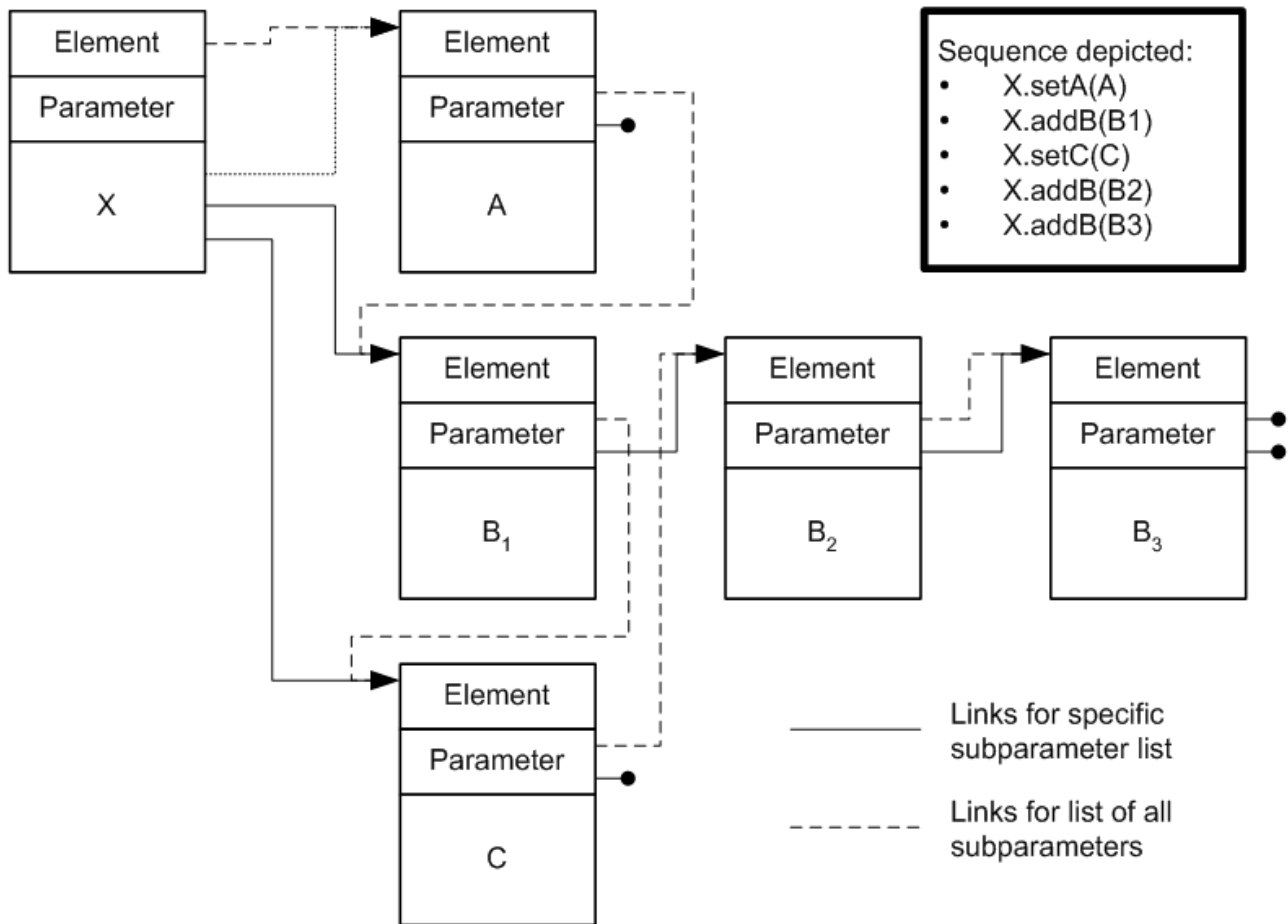 Element
Parameter
X
Element
Parameter
A
Sequence depicted:
• X.setA(A)
• X.addB(B1)
• X.setC(C)
• X.addB(B2)
• X.addB(B3)
Element
Parameter
B₁
Element
Parameter
B₂
Element
Parameter
B₃
Element
Parameter
C
Links for specific
subparameter list
Links for list of all
subparameters